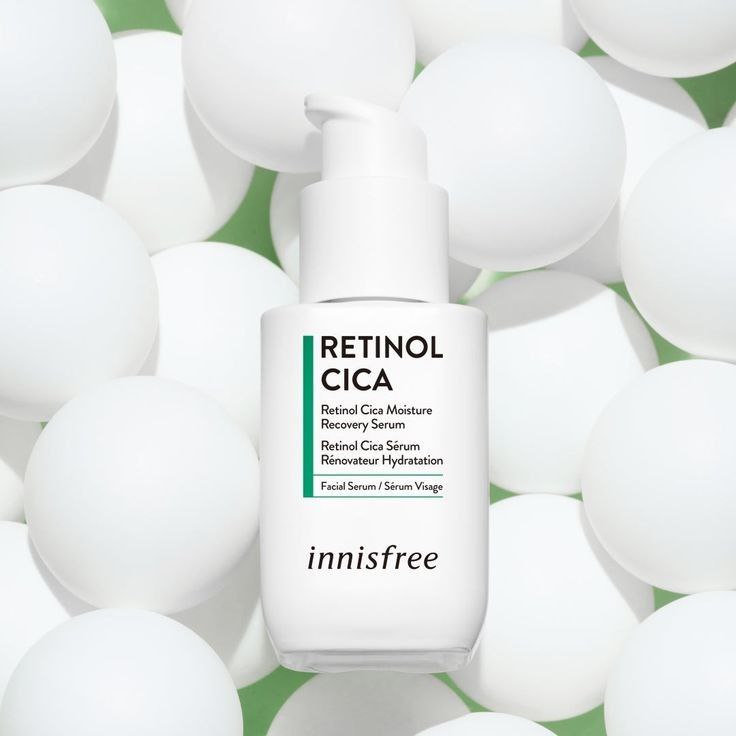 RETINOL
CICA
Retinol Cica Moisture
Recovery Serum
Retinol Cica Sérum
Rénovateur Hydratation
Facial Serum / Sérum Visage
innisfree